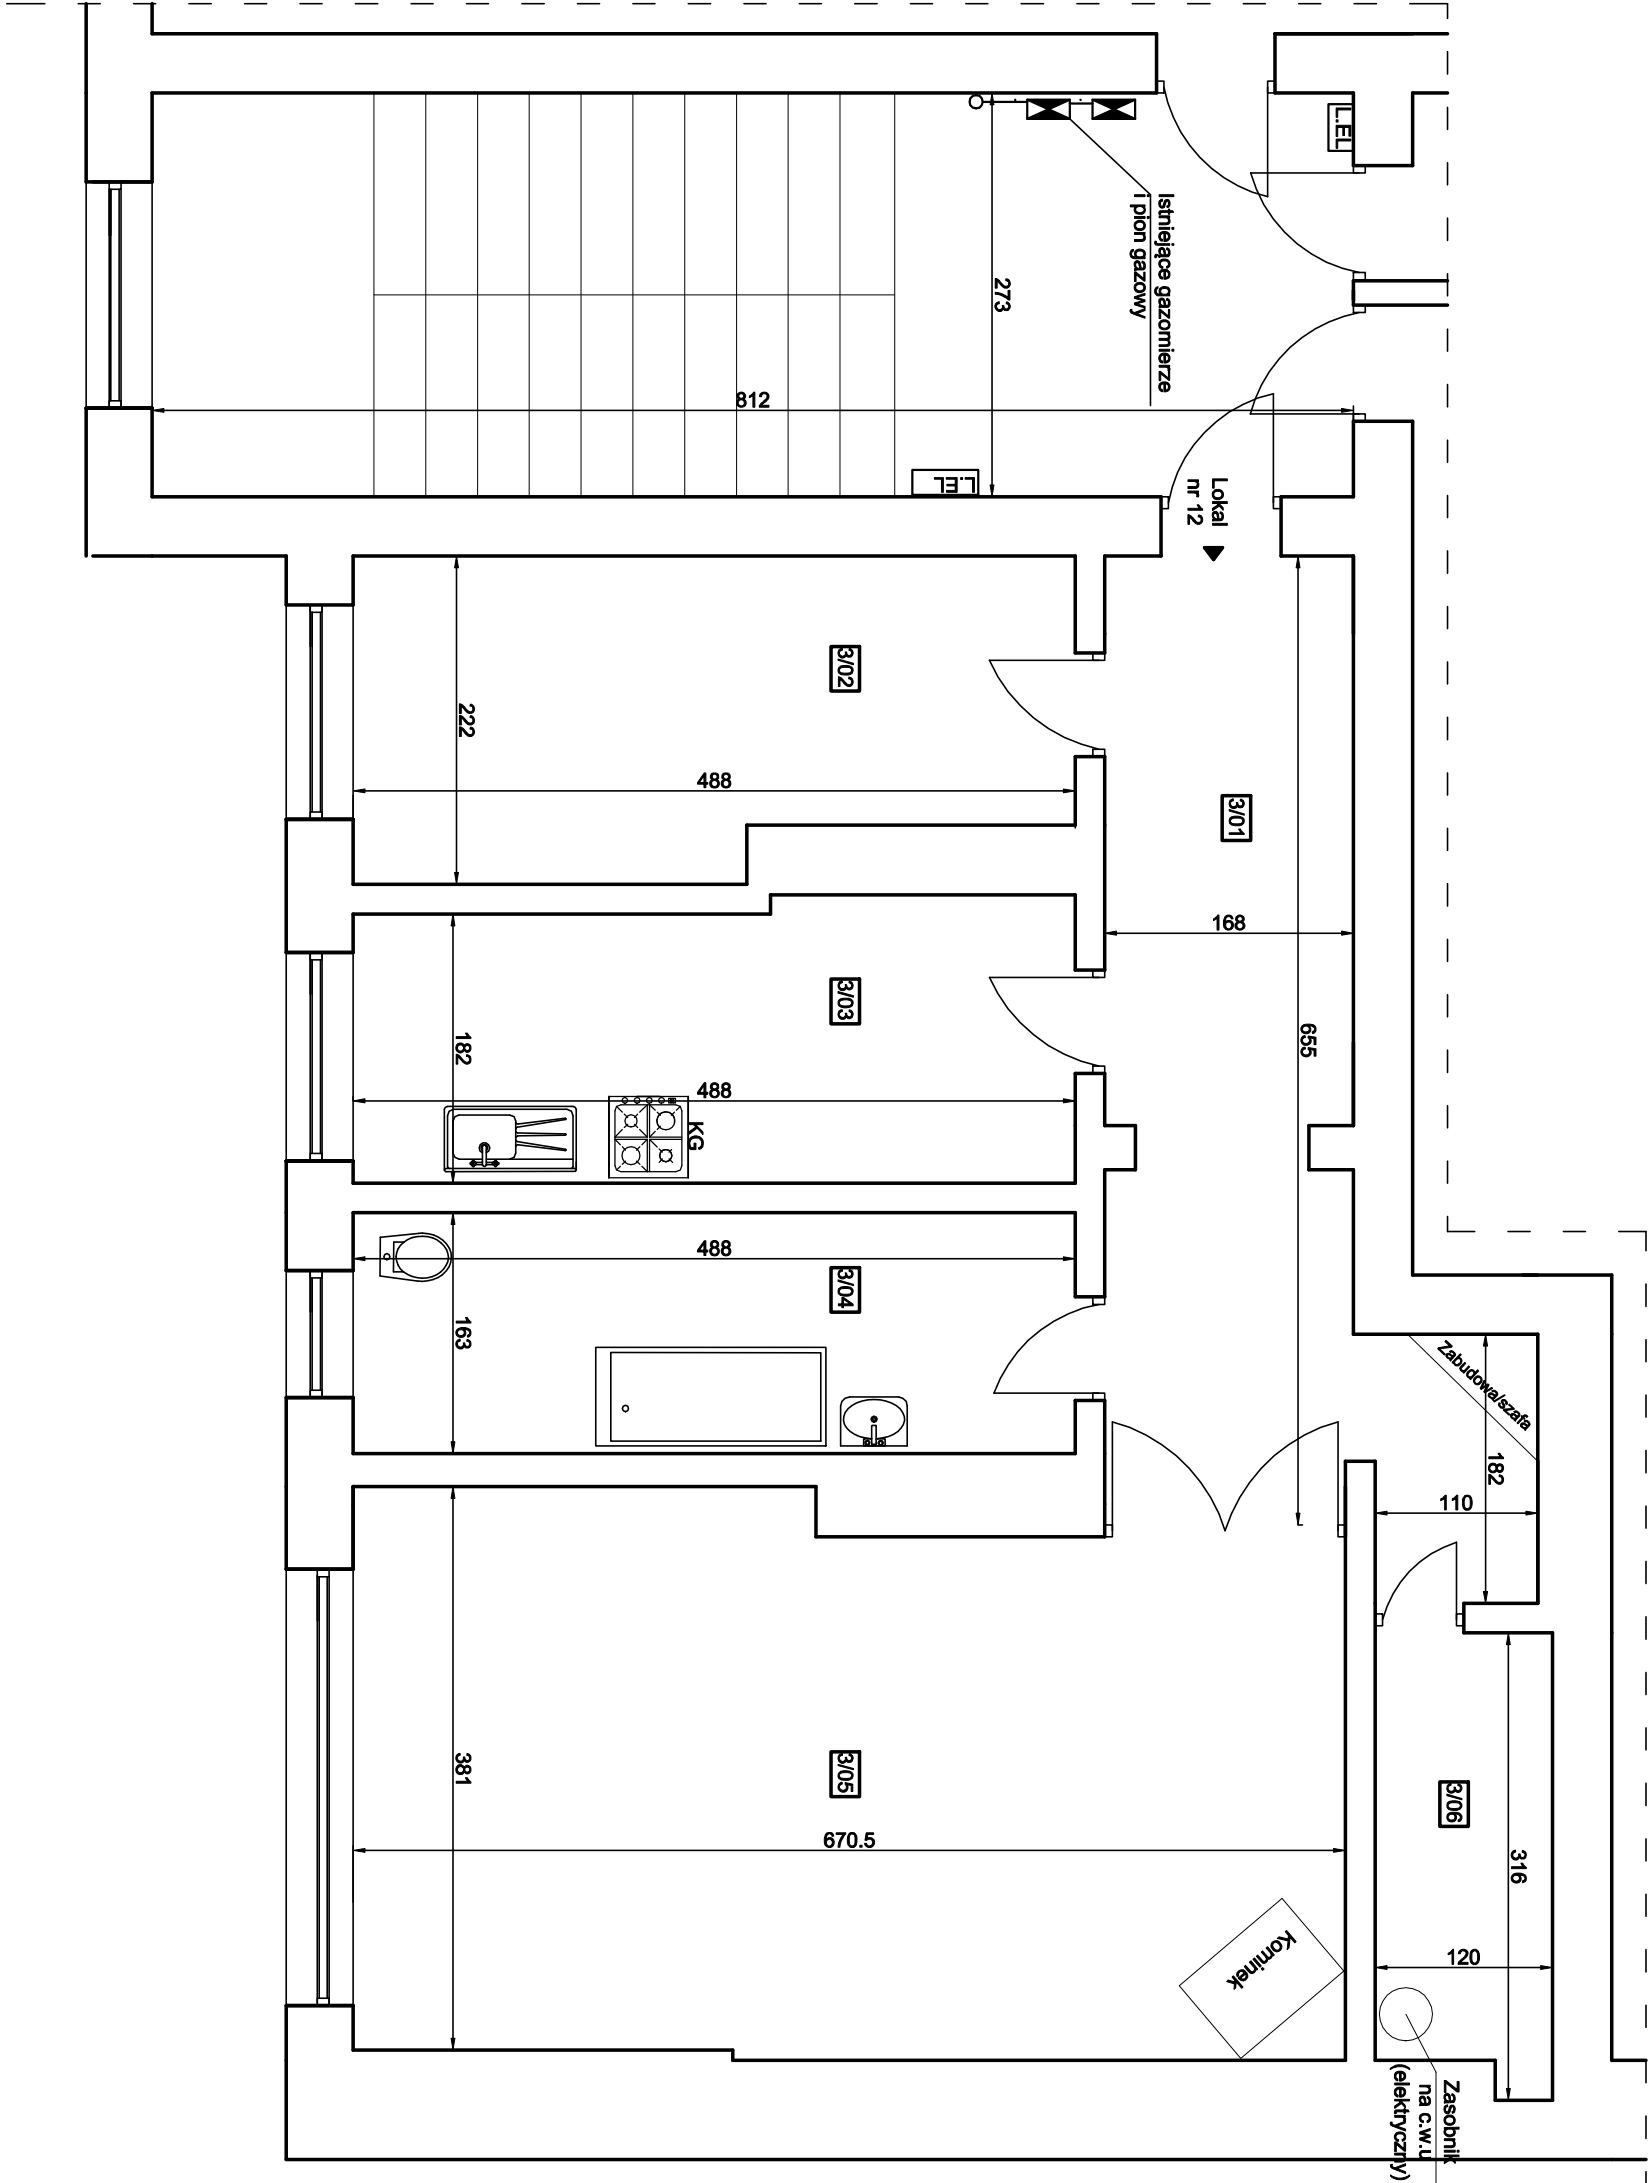 L.EL
Istniejące gazomierze
i pion gazowy
273
812
L.EL
Lokal
nr 12
3/02
222
488
3/01
168
655
3/03
182
488
KG
488
3/04
163
Zabudowa/szafa
182
110
3/05
381
670.5
3/06
316
120
Kominek
Zasobnik
na c.w.u
(elektryczny)